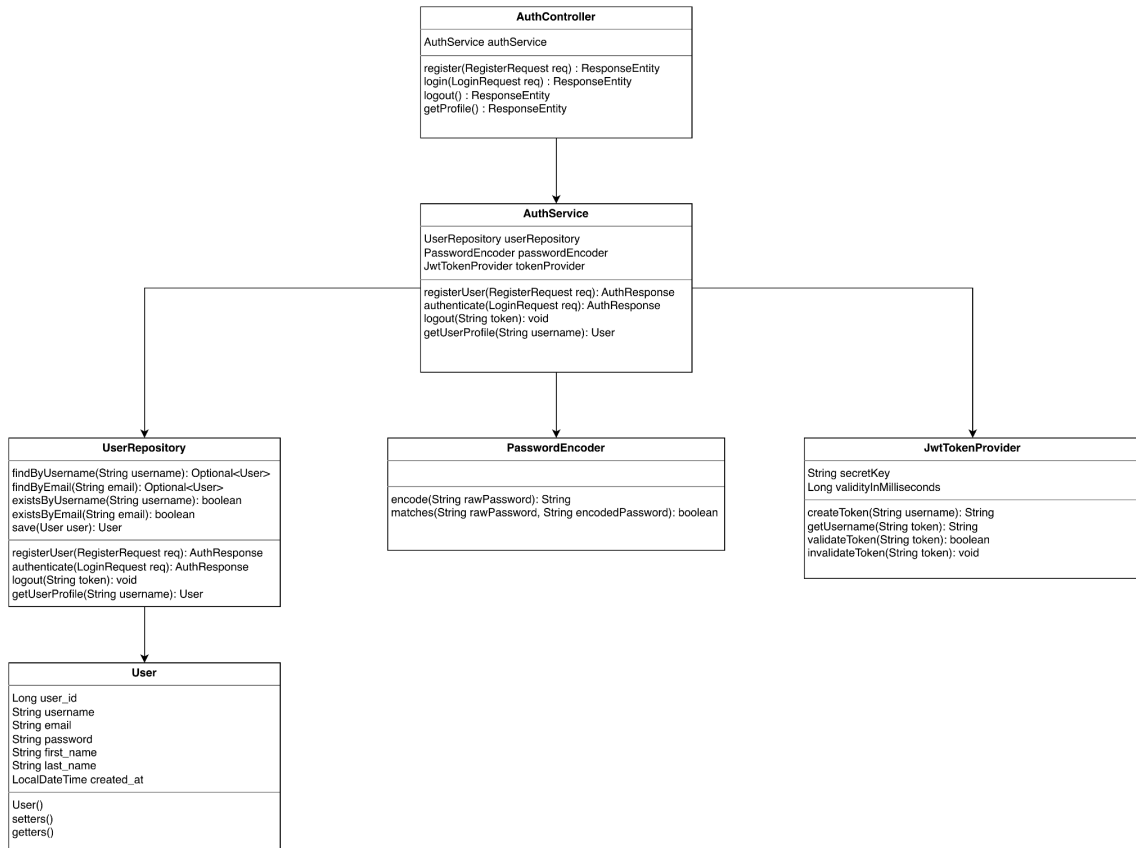 AuthController
AuthService authService
register(RegisterRequest req) : ResponseEntity
login(LoginRequest req) : ResponseEntity
logout() : ResponseEntity
getProfile() : ResponseEntity
AuthService
UserRepository userRepository
PasswordEncoder passwordEncoder
JwtTokenProvider tokenProvider
registerUser(RegisterRequest req): AuthResponse
authenticate(LoginRequest req): AuthResponse
logout(String token): void
getUserProfile(String username): User
UserRepository
findByUsername(String username): Optional<User>
findByEmail(String email): Optional<User>
existsByUsername(String username): boolean
existsByEmail(String email): boolean
save(User user): User
registerUser(RegisterRequest req): AuthResponse
authenticate(LoginRequest req): AuthResponse
logout(String token): void
getUserProfile(String username): User
PasswordEncoder
encode(String rawPassword): String
matches(String rawPassword, String encodedPassword): boolean
JwtTokenProvider
String secretKey
Long validityInMilliseconds
createToken(String username): String
getUsername(String token): String
validateToken(String token): boolean
invalidateToken(String token): void
User
Long user_id
String username
String email
String password
String first_name
String last_name
LocalDateTime created_at
User()
setters()
getters()